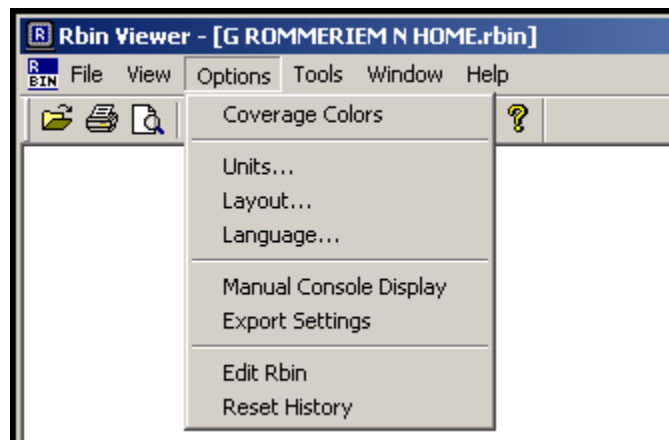 Rbin Viewer - [G ROMMERIEM N HOME.rbin]
R BIN File View Options Tools Window Help
Coverage Colors
Units...
Layout...
Language...
Manual Console Display
Export Settings
Edit Rbin
Reset History